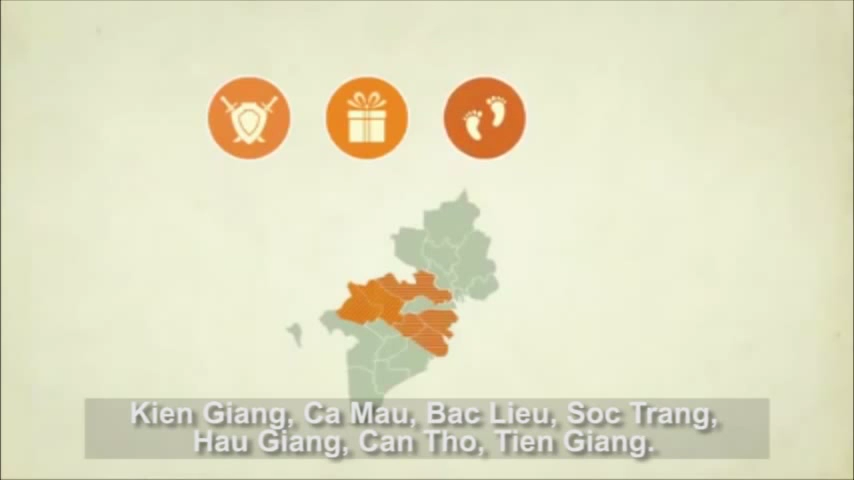 Kien Giang, Ca Mau, Bac Lieu, Soc Trang,
Hau Giang, Can Tho, Tien Giang.